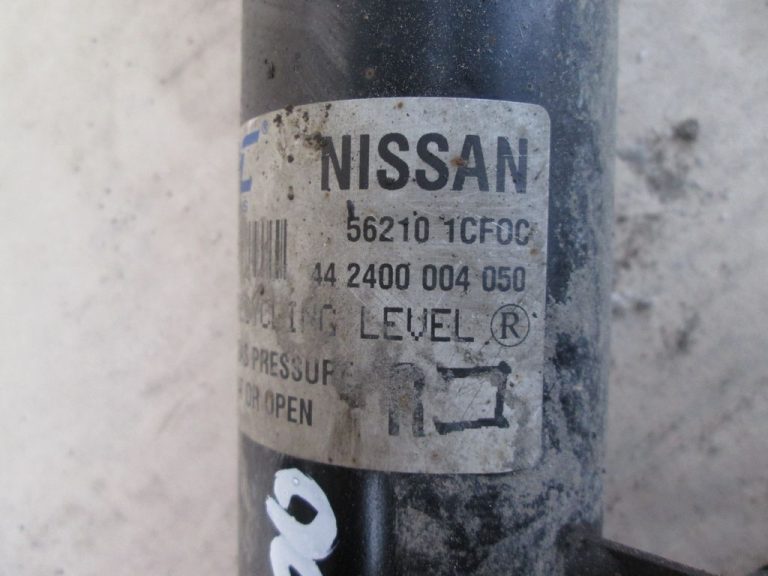 NISSAN
56210 1CF0C
44 2400 004 050
LEVEL ®
PRESSURE
OR OPEN